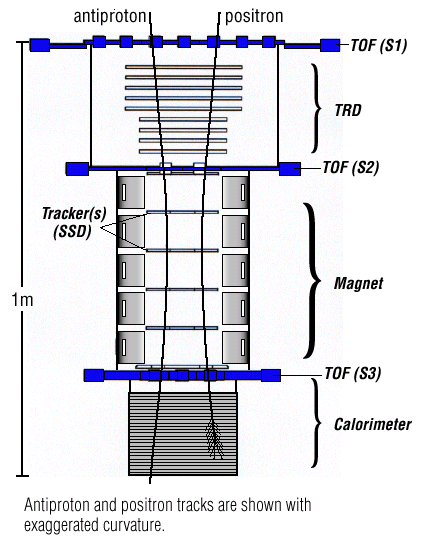 antiproton
positron
TOF (S1)
TRD
TOF (S2)
Tracker(s)
(SSD)
1m
Magnet
TOF (S3)
Calorimeter
Antiproton and positron tracks are shown with
exaggerated curvature.